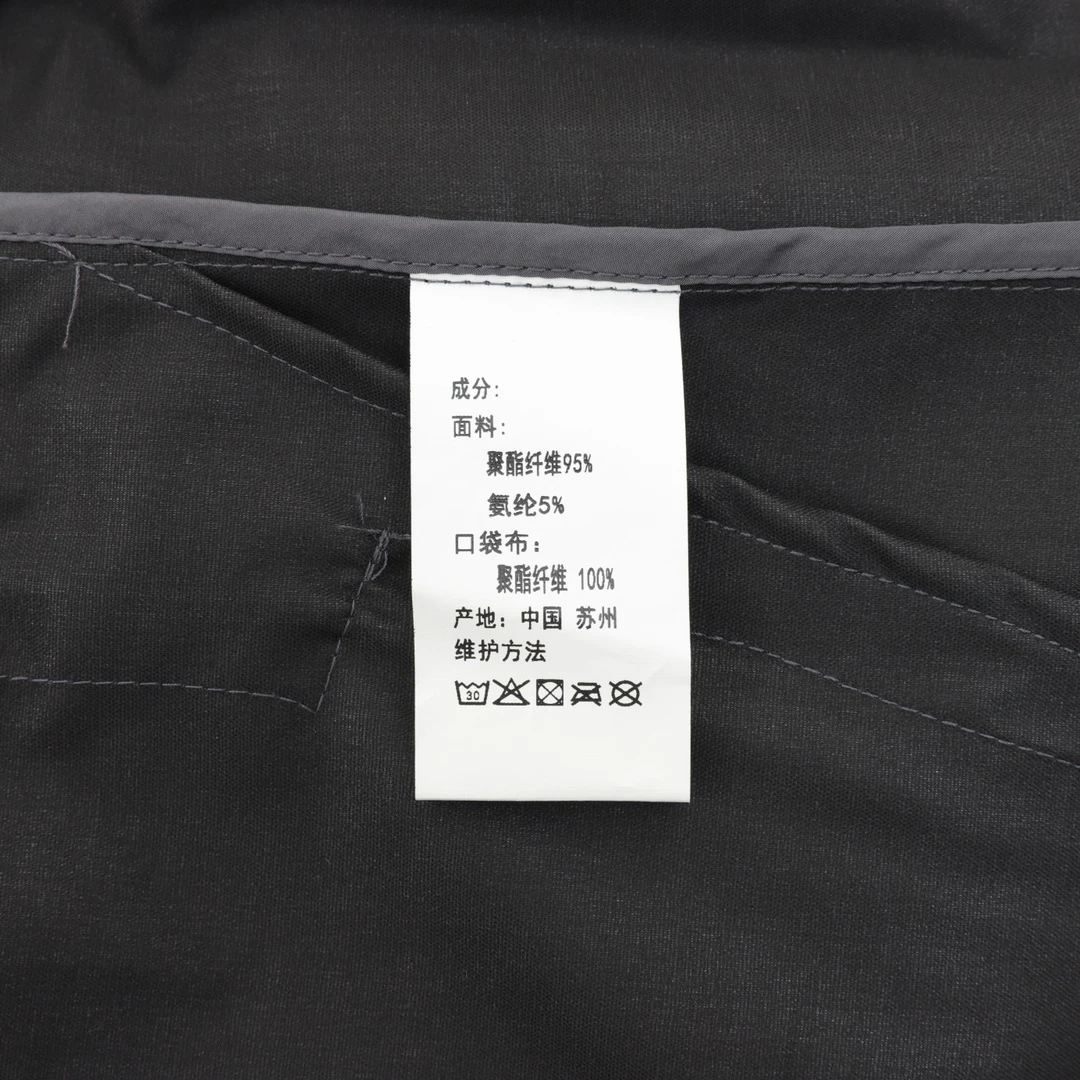 成分:
面料:
聚酯纤维95%
氨纶5%
口袋布:
聚酯纤维 100%
产地: 中国 苏州
维护方法
30